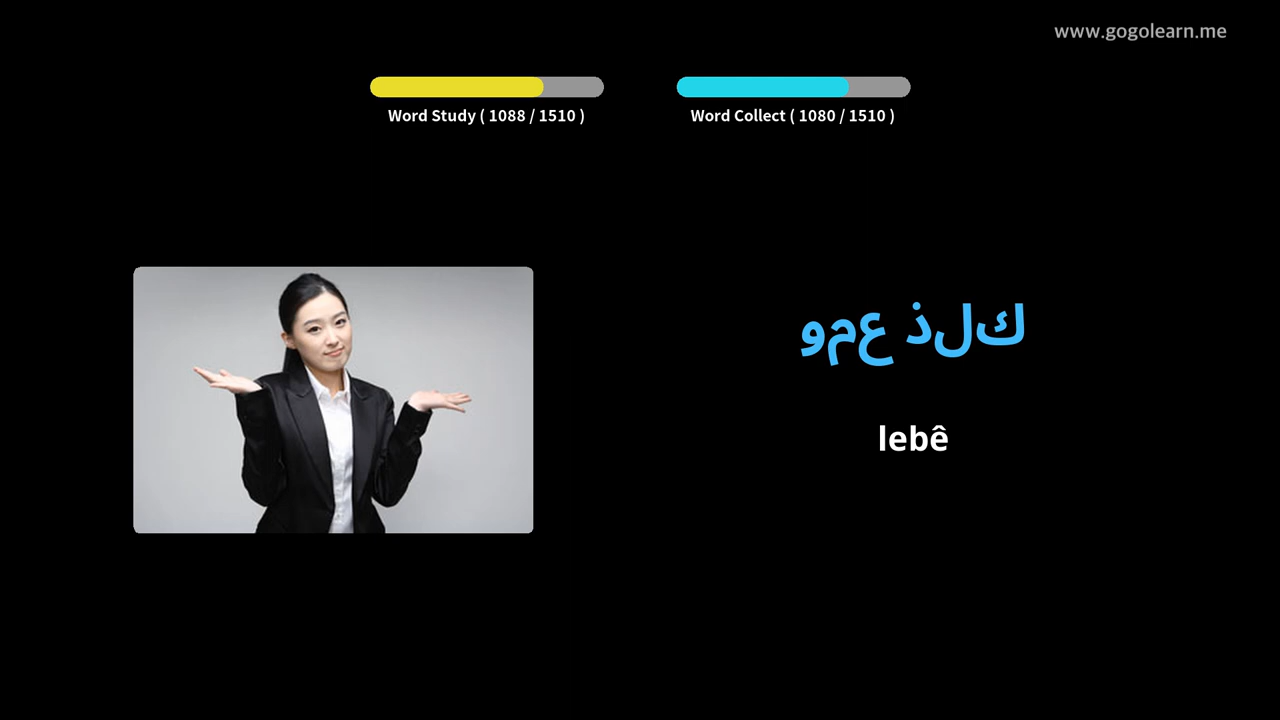 www.gogolearn.me
Word Study ( 1088 / 1510 )
Word Collect ( 1080 / 1510 )
ومع ذلك
lebê